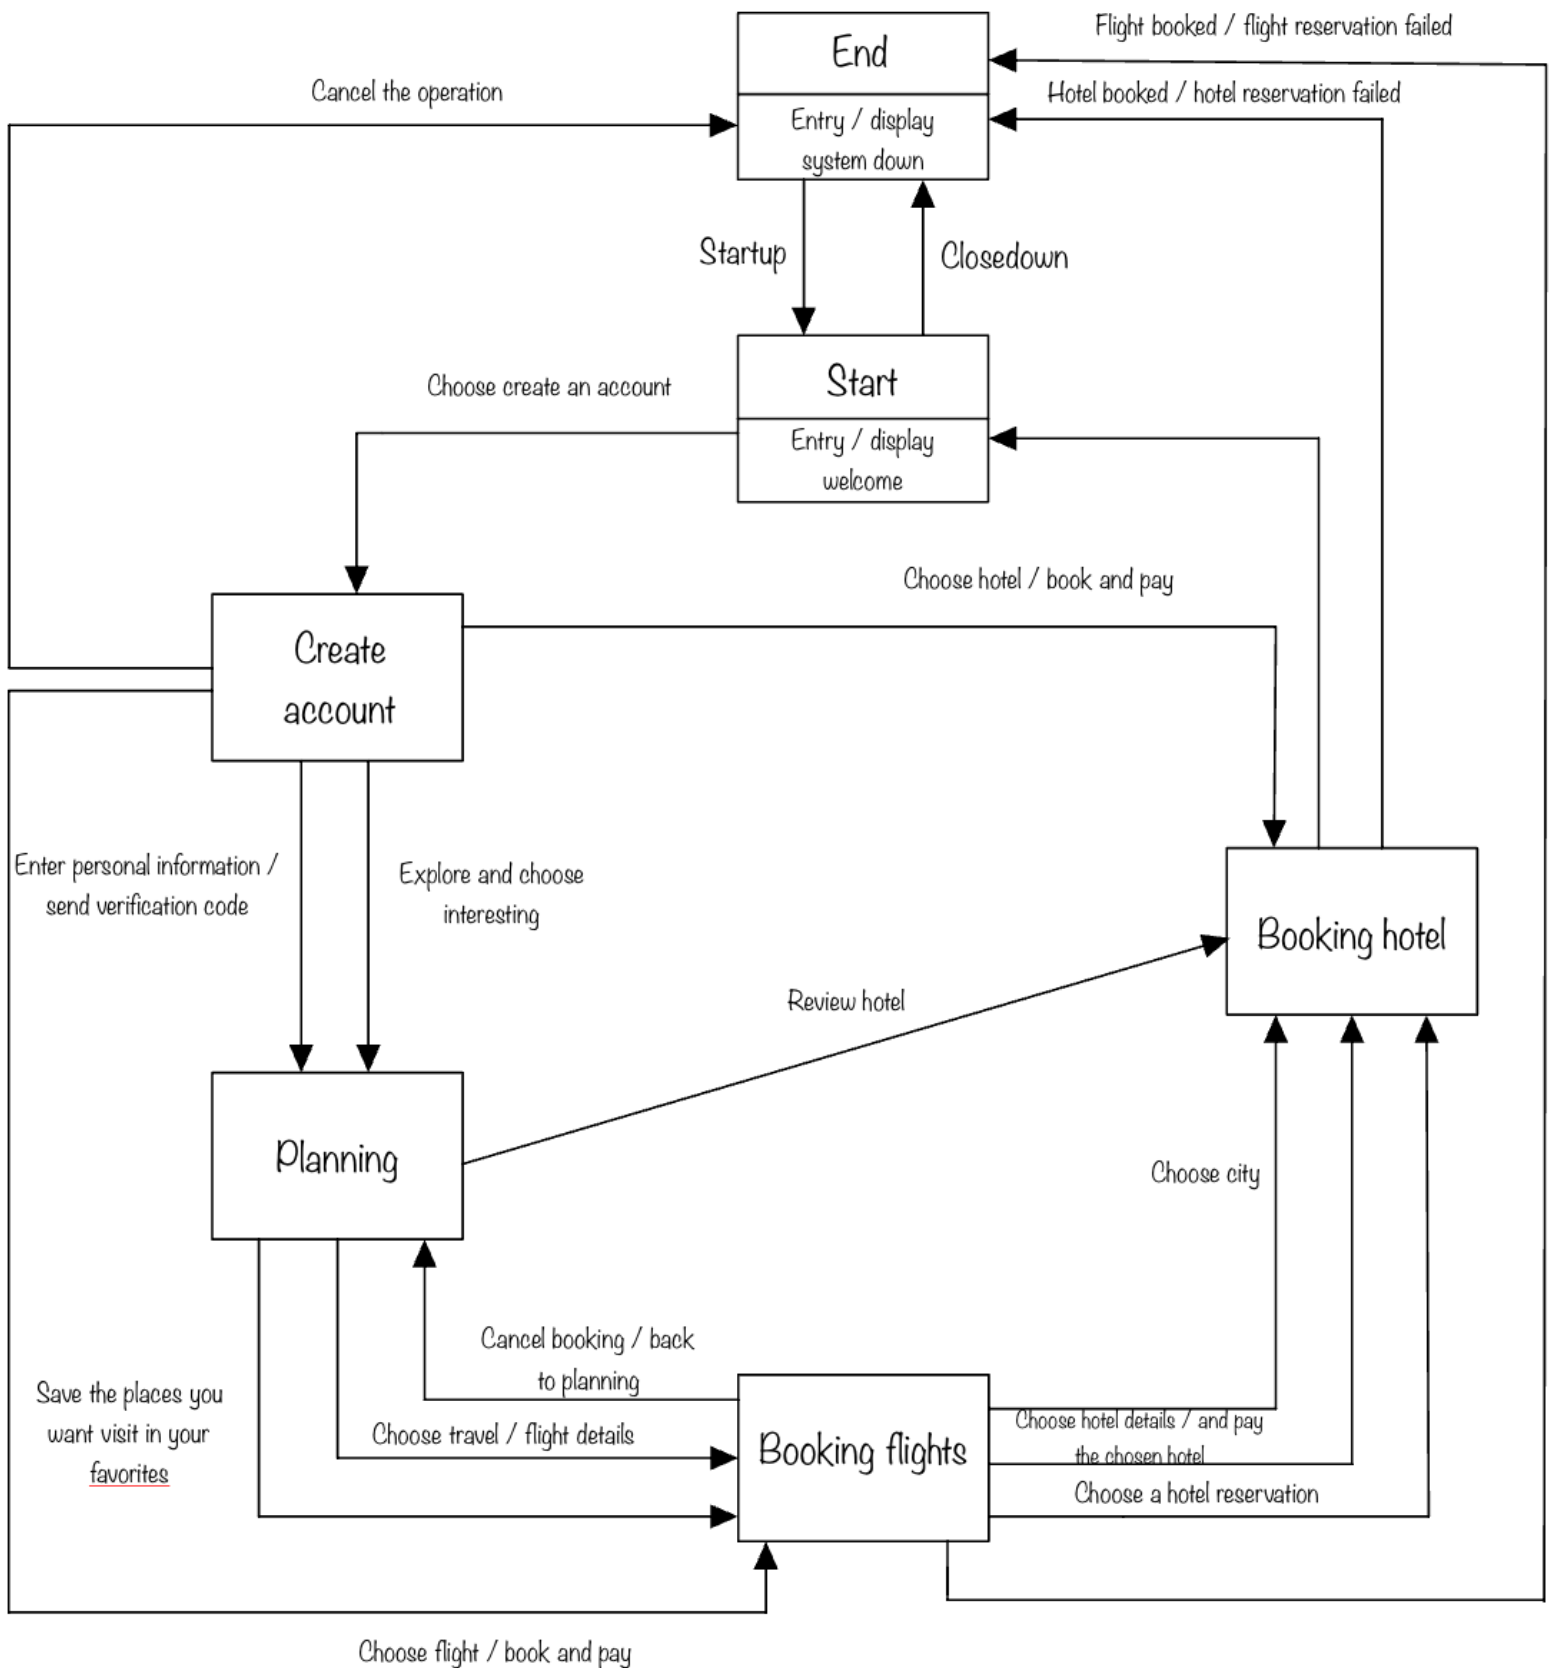 Flight booked / flight reservation failed
End
Cancel the operation
Hotel booked / hotel reservation failed
Entry / display
system down
Startup
Closedown
Start
Choose create an account
Entry / display
welcome
Choose hotel / book and pay
Create
account
Enter personal information /
send verification code
Explore and choose
interesting
Booking hotel
Review hotel
Planning
Choose city
Cancel booking / back
to planning
Save the places you
want visit in your
favorites
Choose travel / flight details
Booking flights
Choose hotel details / and pay
the chosen hotel
Choose a hotel reservation
Choose flight / book and pay